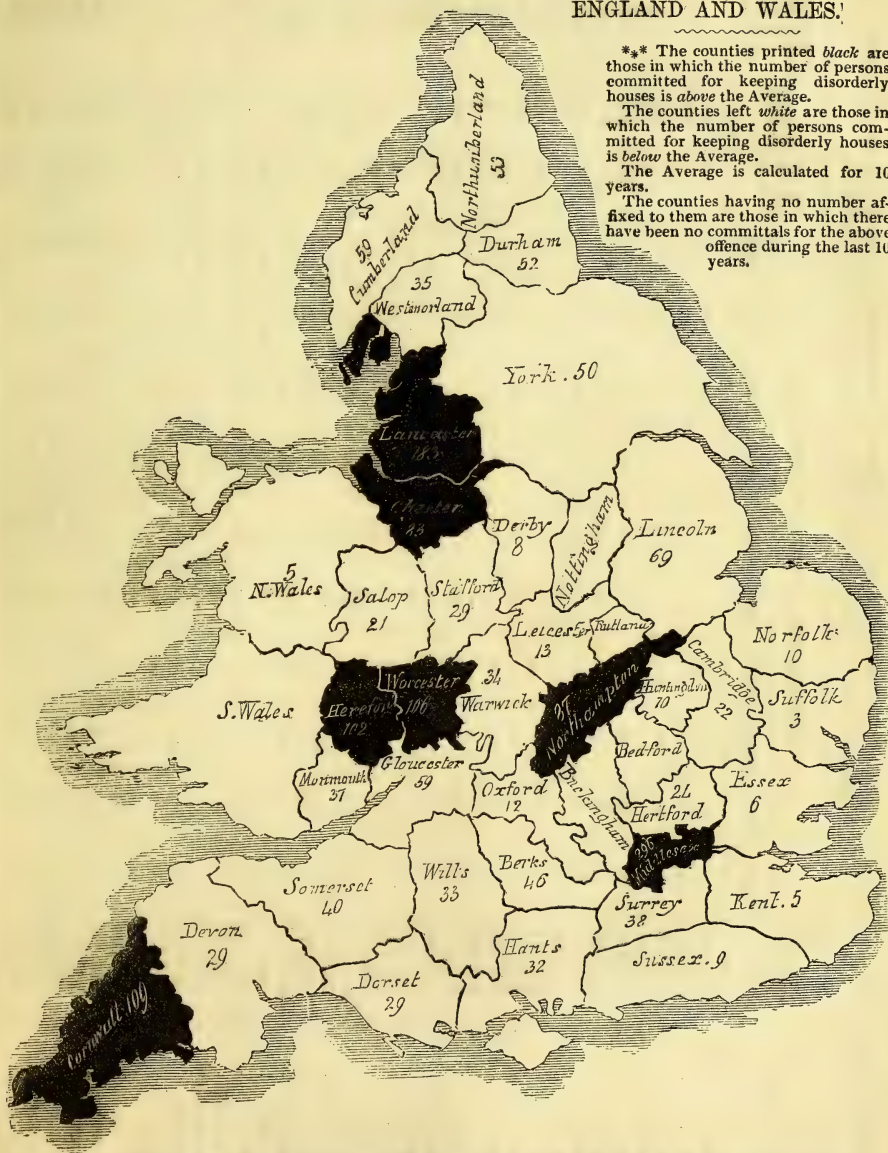 ENGLAND AND WALES.
*⁎* The counties printed black are
those in which the number of persons
committed for keeping disorderly
houses is above the Average.
The counties left white are those in
which the number of persons com-
mitted for keeping disorderly houses
is below the Average.
The Average is calculated for 10
years.
The counties having no number af-
fixed to them are those in which there
have been no committals for the above
offence during the last 10
years.
Northumberland
53
59
Cumberland
Durham
52
35
Westmorland
York. 50
Lancaster
183
Chester
Derby
8
Nottingham
Lincoln
69
5
N. Wales
Salop
21
Stafford
29
Leicester
13
Rutland
Norfolk
10
Cambridge
22
Suffolk
3
Huntingdon
10
Northampton
34
Warwick
Worcester
106
Hereford
102
S. Wales
Monmouth
37
Gloucester
59
Oxford
12
Buckingham
Bedford
24
Hertford
Essex
6
296
Middlesex
Somerset
40
Wilts
33
Berks
46
Surrey
38
Kent. 5
Devon
29
Dorset
29
Hants
32
Sussex. 9
Cornwall 109